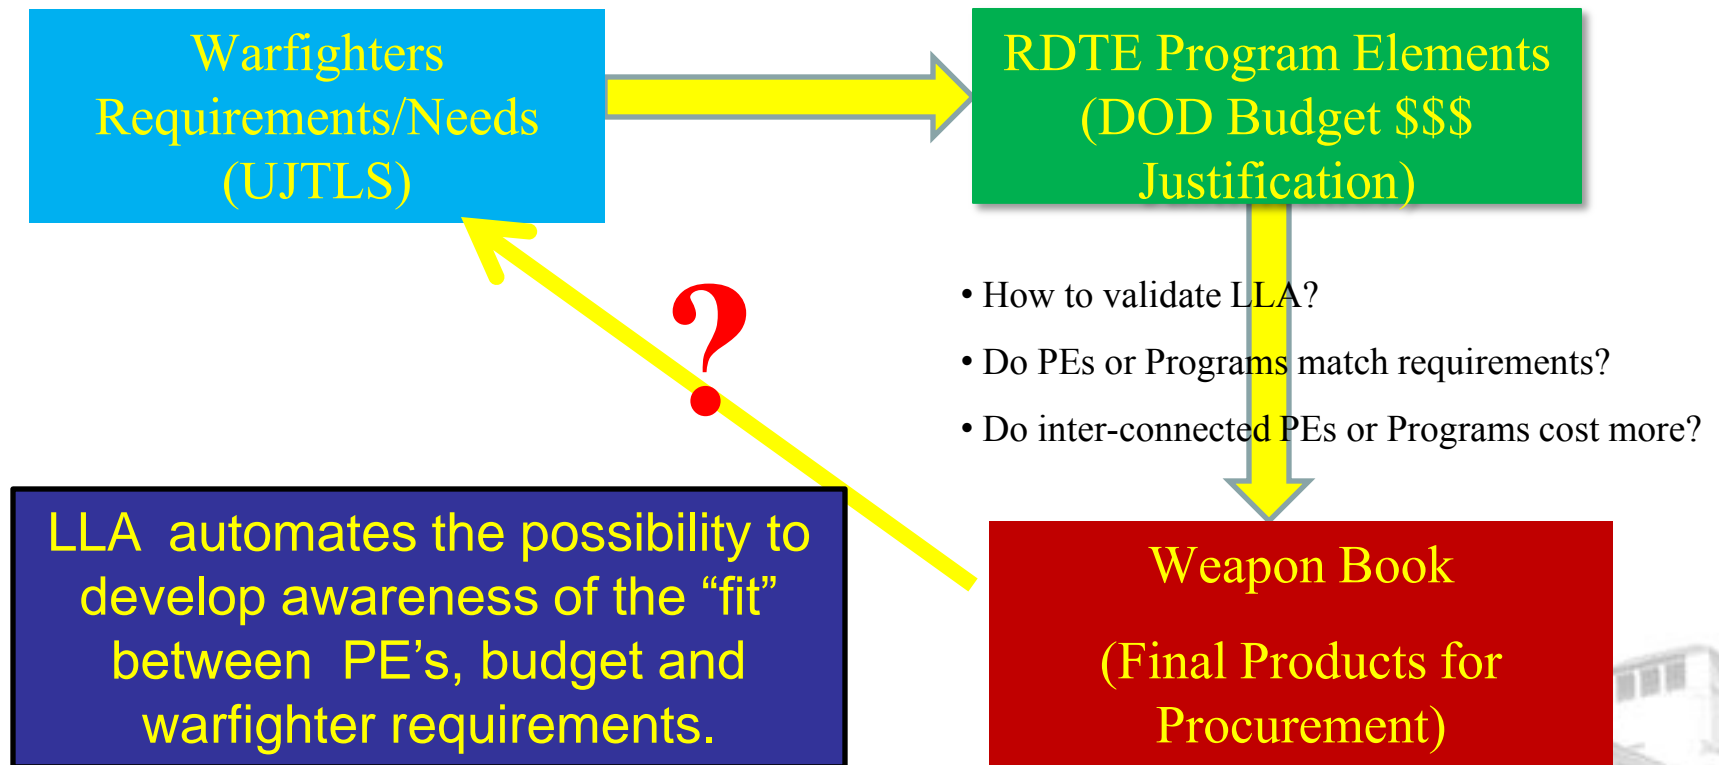 Warfighters
Requirements/Needs
(UJTLS)
RDTE Program Elements
(DOD Budget $$$
Justification)
?
• How to validate LLA?
• Do PEs or Programs match requirements?
• Do inter-connected PEs or Programs cost more?
LLA automates the possibility to
develop awareness of the “fit”
between PE’s, budget and
warfighter requirements.
Weapon Book
(Final Products for
Procurement)